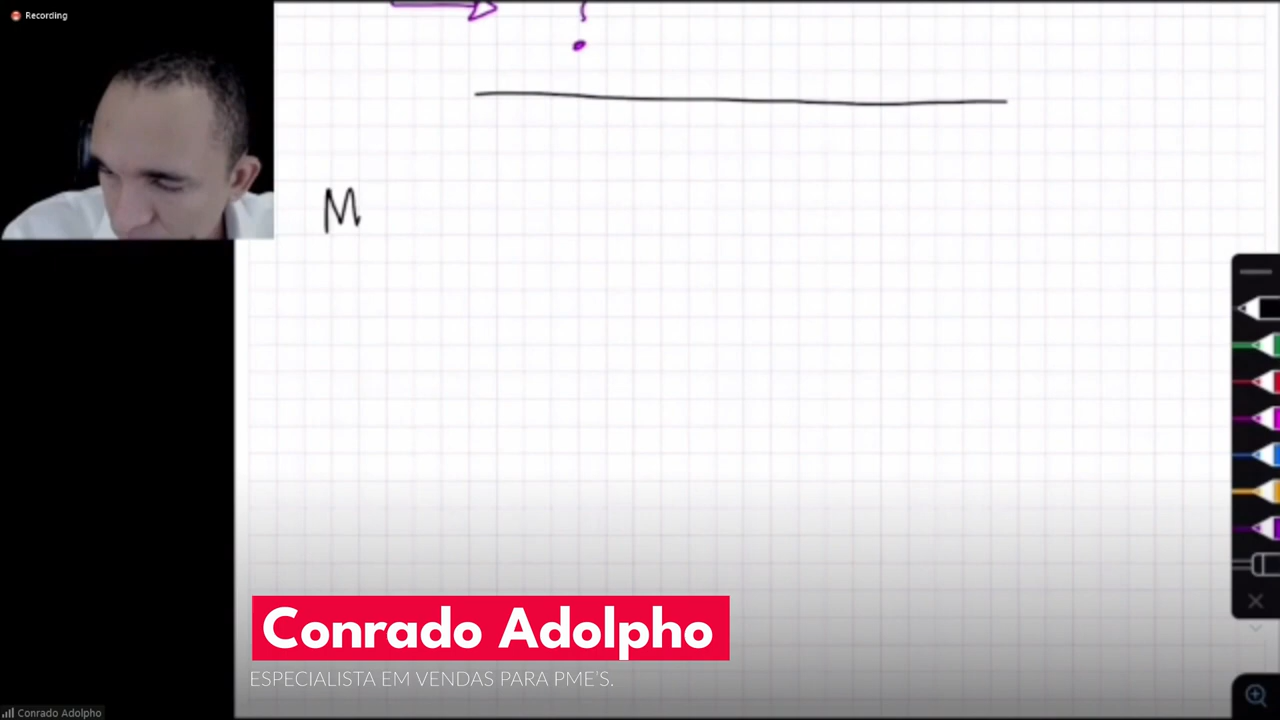 Recording
?
M
Conrado Adolpho
ESPECIALISTA EM VENDAS PARA PME'S.
Conrado Adolpho